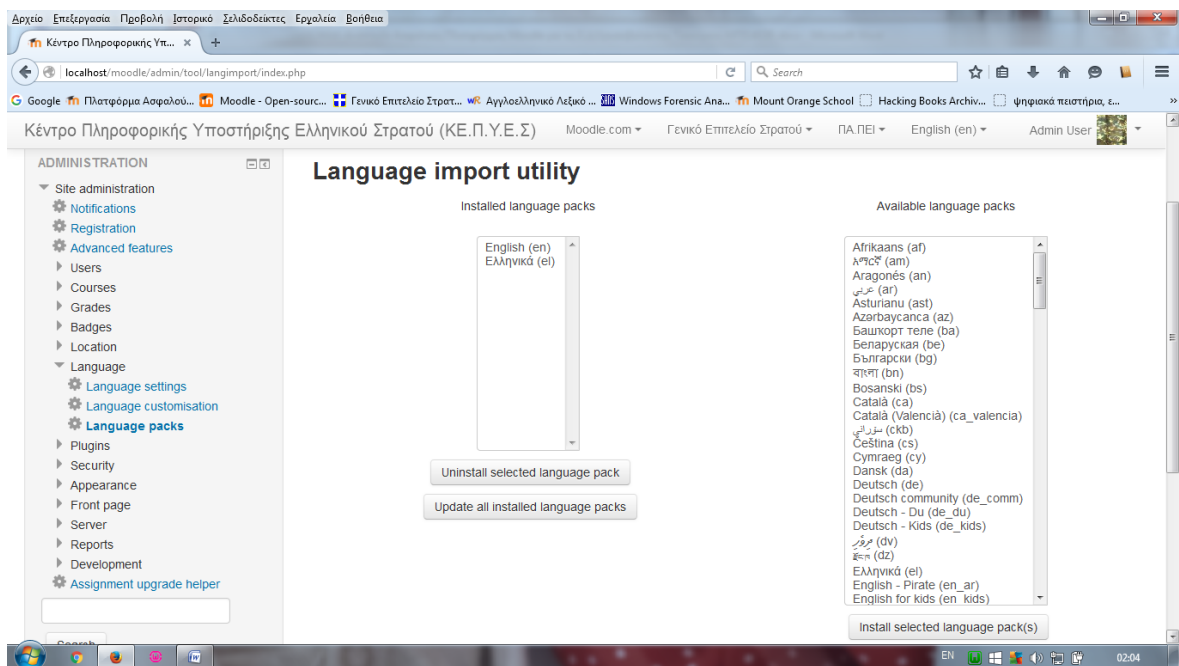 Αρχείο Επεξεργασία Προβολή Ιστορικό Σελιδοδείκτες Εργαλεία Βοήθεια
Κέντρο Πληροφορικής Υπ... × +
localhost/moodle/admin/tool/langimport/index.php
Search
Google Πλατφόρμα Ασφαλού... Moodle - Open-sourc... Γενικό Επιτελείο Στρατ... Αγγλοελληνικό Λεξικό ... Windows Forensic Ana... Mount Orange School Hacking Books Archiv... ψηφιακά πειστήρια, ε... »
Κέντρο Πληροφορικής Υποστήριξης Ελληνικού Στρατού (ΚΕ.Π.Υ.Ε.Σ) Moodle.com Γενικό Επιτελείο Στρατού ΠΑ.ΠΕΙ English (en) Admin User
ADMINISTRATION
Site administration
Notifications
Registration
Advanced features
Users
Courses
Grades
Badges
Location
Language
Language settings
Language customisation
Language packs
Plugins
Security
Appearance
Front page
Server
Reports
Development
Assignment upgrade helper
Search
Language import utility
Installed language packs
English (en)
Ελληνικά (el)
Uninstall selected language pack
Update all installed language packs
Available language packs
Afrikaans (af)
አማርኛ (am)
Aragonés (an)
عربي (ar)
Asturianu (ast)
Azərbaycanca (az)
Башҡорт теле (ba)
Беларуская (be)
Български (bg)
বাংলা (bn)
Bosanski (bs)
Català (ca)
Català (Valencià) (ca_valencia)
سۆرانی (ckb)
Čeština (cs)
Cymraeg (cy)
Dansk (da)
Deutsch (de)
Deutsch community (de_comm)
Deutsch - Du (de_du)
Deutsch - Kids (de_kids)
(dv)
(dz)
Ελληνικά (el)
English - Pirate (en_ar)
English for kids (en_kids)
Install selected language pack(s)
EN 02:04